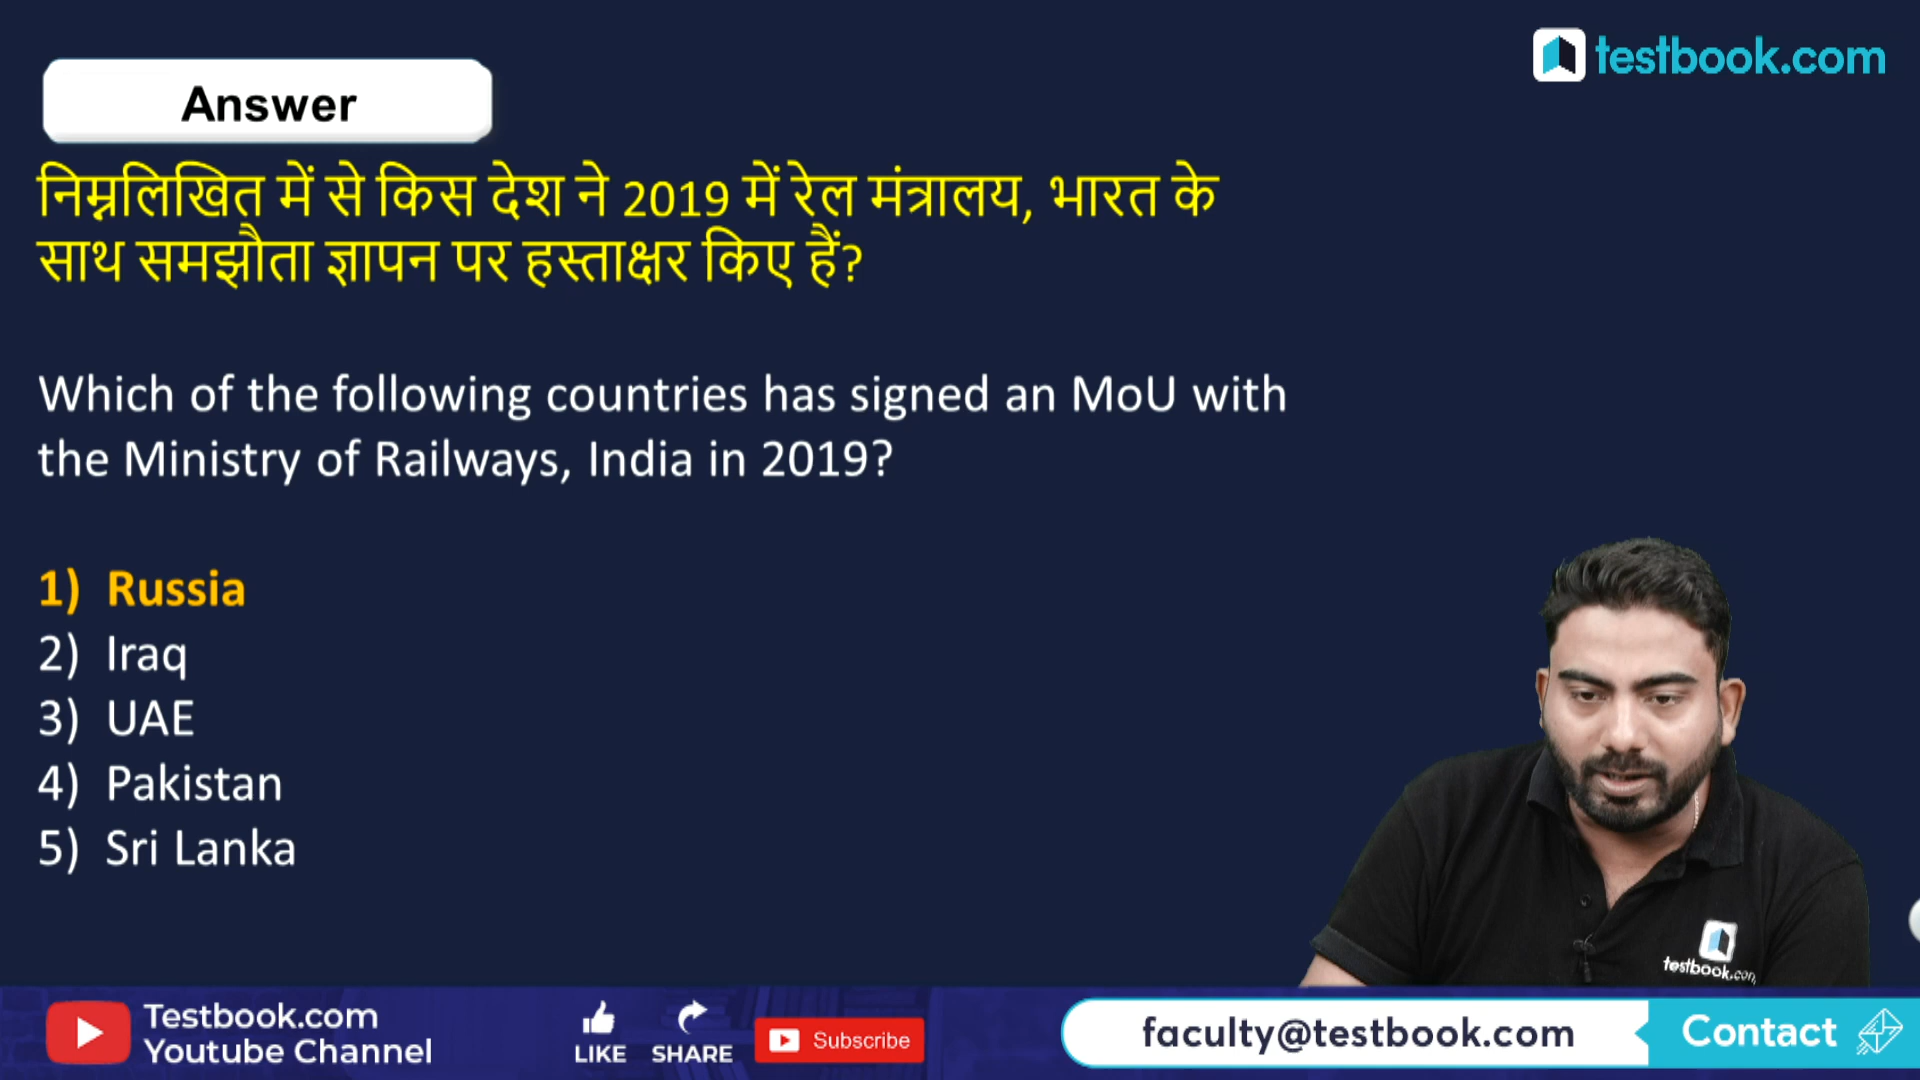 testbook.com
Answer
निम्नलिखित में से किस देश ने 2019 में रेल मंत्रालय, भारत के
साथ समझौता ज्ञापन पर हस्ताक्षर किए हैं?
Which of the following countries has signed an MoU with
the Ministry of Railways, India in 2019?
1) Russia
2) Iraq
3) UAE
4) Pakistan
5) Sri Lanka
testbook.com
Testbook.com
Youtube Channel
LIKE
SHARE
Subscribe
faculty@testbook.com
Contact